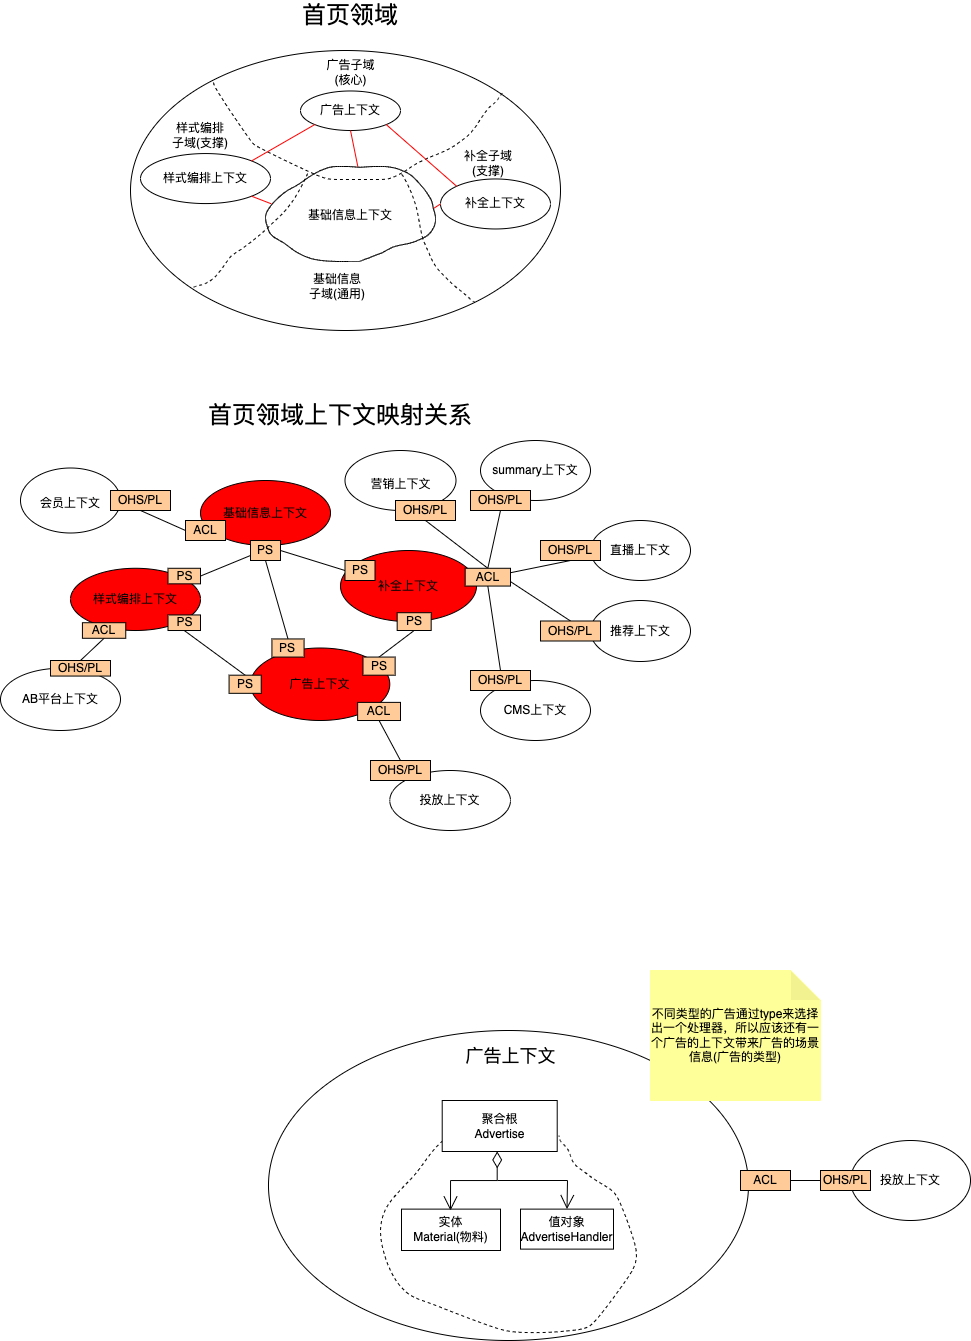 首页领域
广告子域
(核心)
广告上下文
样式编排
子域(支撑)
样式编排上下文
补全子域
(支撑)
补全上下文
基础信息上下文
基础信息
子域(通用)
首页领域上下文映射关系
会员上下文
OHS/PL
ACL
基础信息上下文
PS
营销上下文
OHS/PL
summary上下文
OHS/PL
OHS/PL
直播上下文
PS
补全上下文
ACL
PS
样式编排上下文
PS
ACL
PS
OHS/PL
推荐上下文
OHS/PL
AB平台上下文
PS
PS
PS
广告上下文
ACL
OHS/PL
CMS上下文
OHS/PL
投放上下文
不同类型的广告通过type来选择
出一个处理器，所以应该还有一
个广告的上下文带来广告的场景
信息(广告的类型)
广告上下文
聚合根
Advertise
实体
Material(物料)
值对象
AdvertiseHandler
ACL
OHS/PL
投放上下文